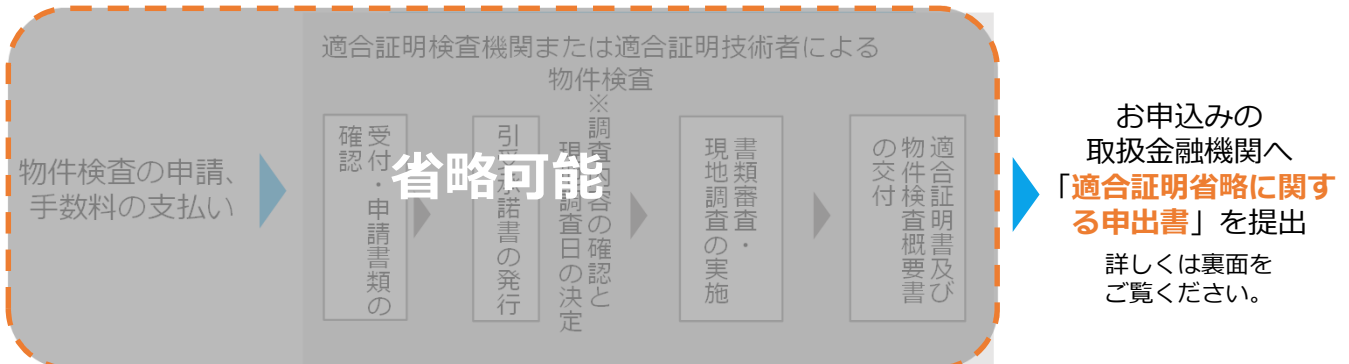 適合証明検査機関または適合証明技術者による
物件検査
物件検査の申請、
手数料の支払い
受付・申請書類の
確認
引受承諾書の発行
※調査内容の確認と
現地調査日の決定
書類審査・
現地調査の実施
適合証明書及び
物件検査概要書
の交付
省略可能
お申込みの
取扱金融機関へ
「適合証明省略に関す
る申出書」を提出
詳しくは裏面を
ご覧ください。